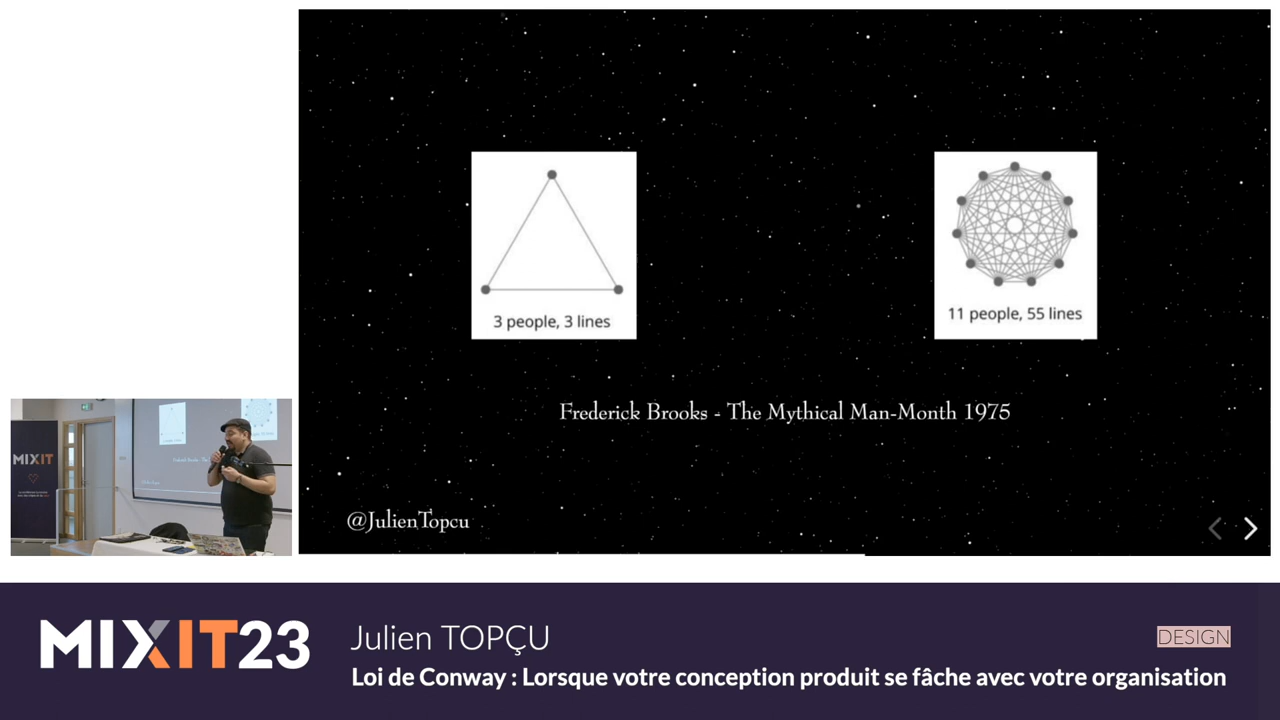 3 people, 3 lines
11 people, 55 lines
Frederick Brooks - The Mythical Man-Month 1975
@JulienTopcu
MIXIT
MIXIT23
Julien TOPÇU
DESIGN
Loi de Conway : Lorsque votre conception produit se fâche avec votre organisation